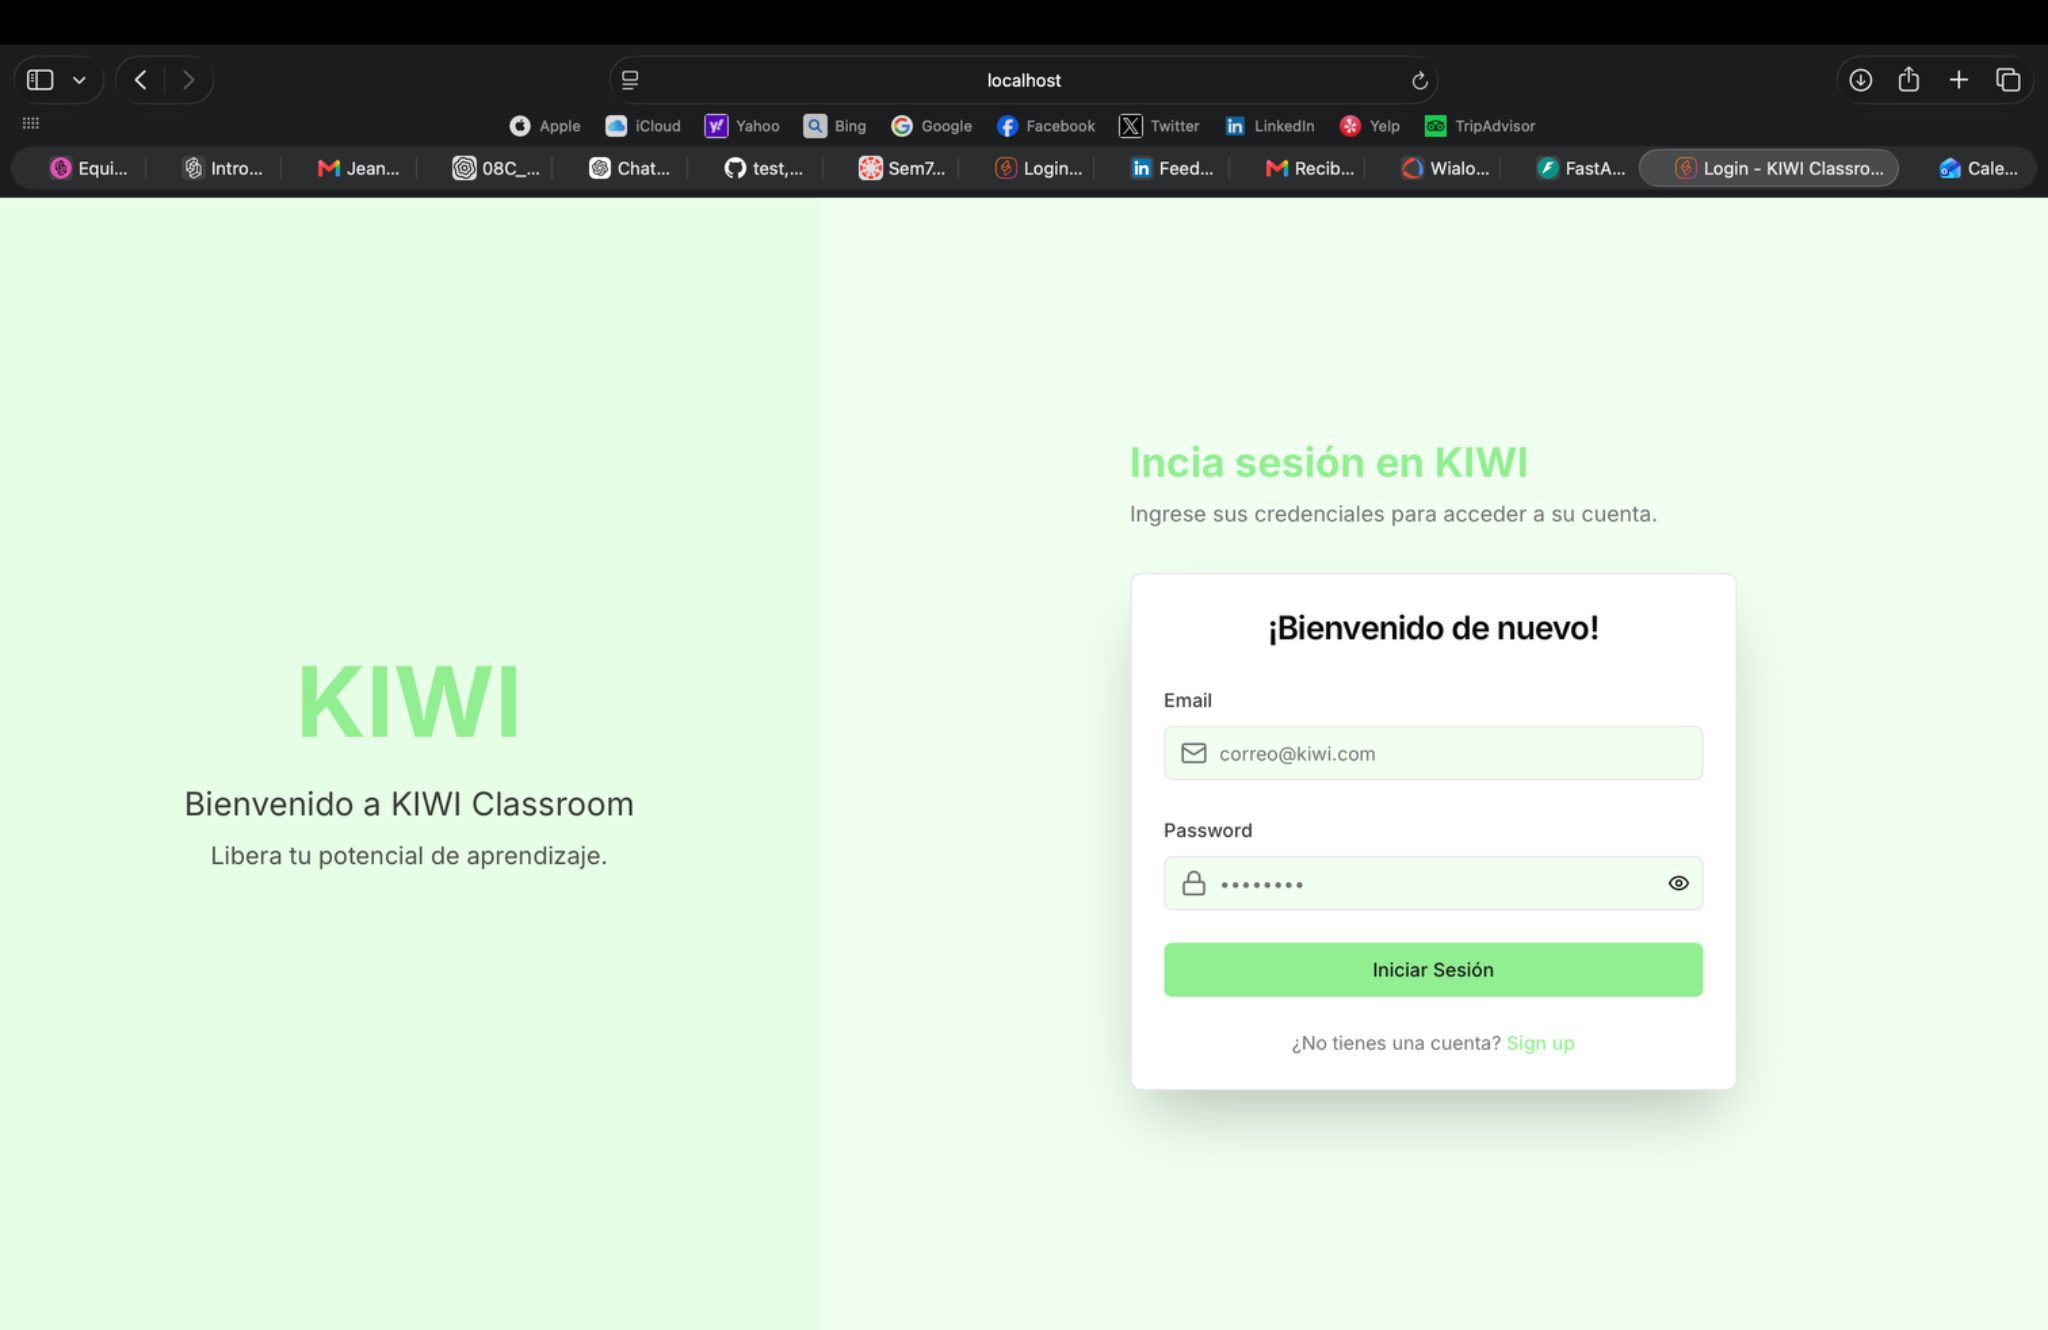 localhost
Apple iCloud Yahoo Bing Google Facebook Twitter LinkedIn Yelp TripAdvisor
Equi... Intro... Jean... 08C_... Chat... test,... Sem7... Login... Feed... Recib... Wialo... FastA... Login - KIWI Classro... Cale...
KIWI
Bienvenido a KIWI Classroom
Libera tu potencial de aprendizaje.
Incia sesión en KIWI
Ingrese sus credenciales para acceder a su cuenta.
¡Bienvenido de nuevo!
Email
correo@kiwi.com
Password
••••••••
Iniciar Sesión
¿No tienes una cuenta? Sign up